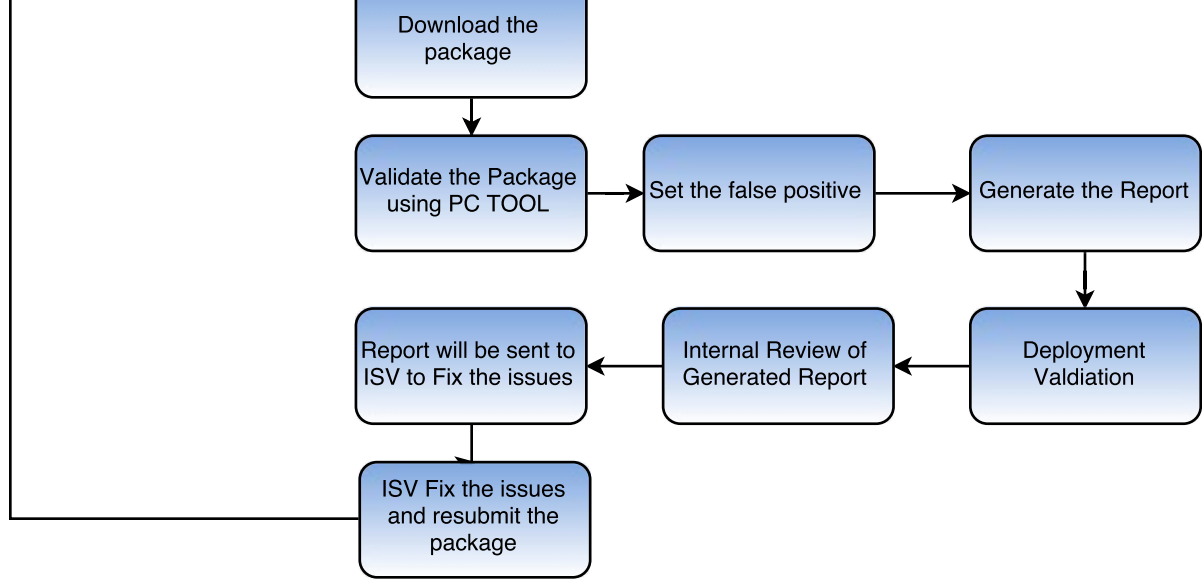 Download the
package
Validate the Package
using PC TOOL
Set the false positive
Generate the Report
Report will be sent to
ISV to Fix the issues
Internal Review of
Generated Report
Deployment
Valdiation
ISV Fix the issues
and resubmit the
package